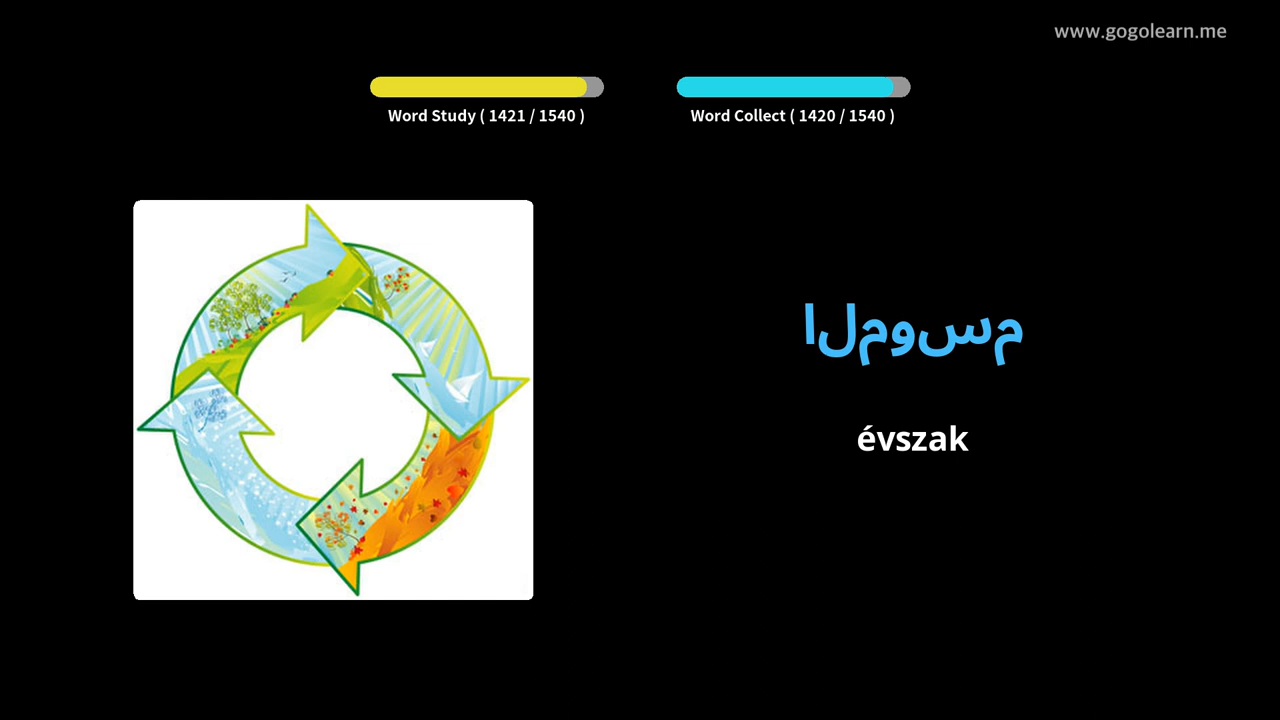 www.gogolearn.me
Word Study ( 1421 / 1540 )
Word Collect ( 1420 / 1540 )
الموسم
évszak